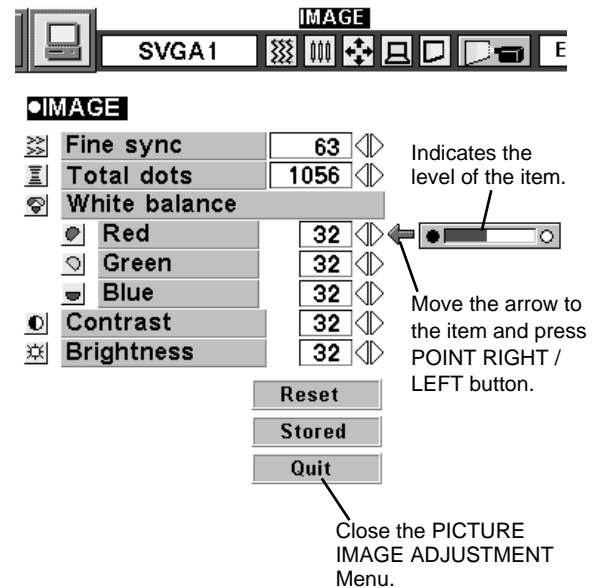 IMAGE
SVGA1
E
IMAGE
Fine sync 63
Total dots 1056
White balance
Red 32
Green 32
Blue 32
Contrast 32
Brightness 32
Reset
Stored
Quit
Indicates the
level of the item.
Move the arrow to
the item and press
POINT RIGHT /
LEFT button.
Close the PICTURE
IMAGE ADJUSTMENT
Menu.